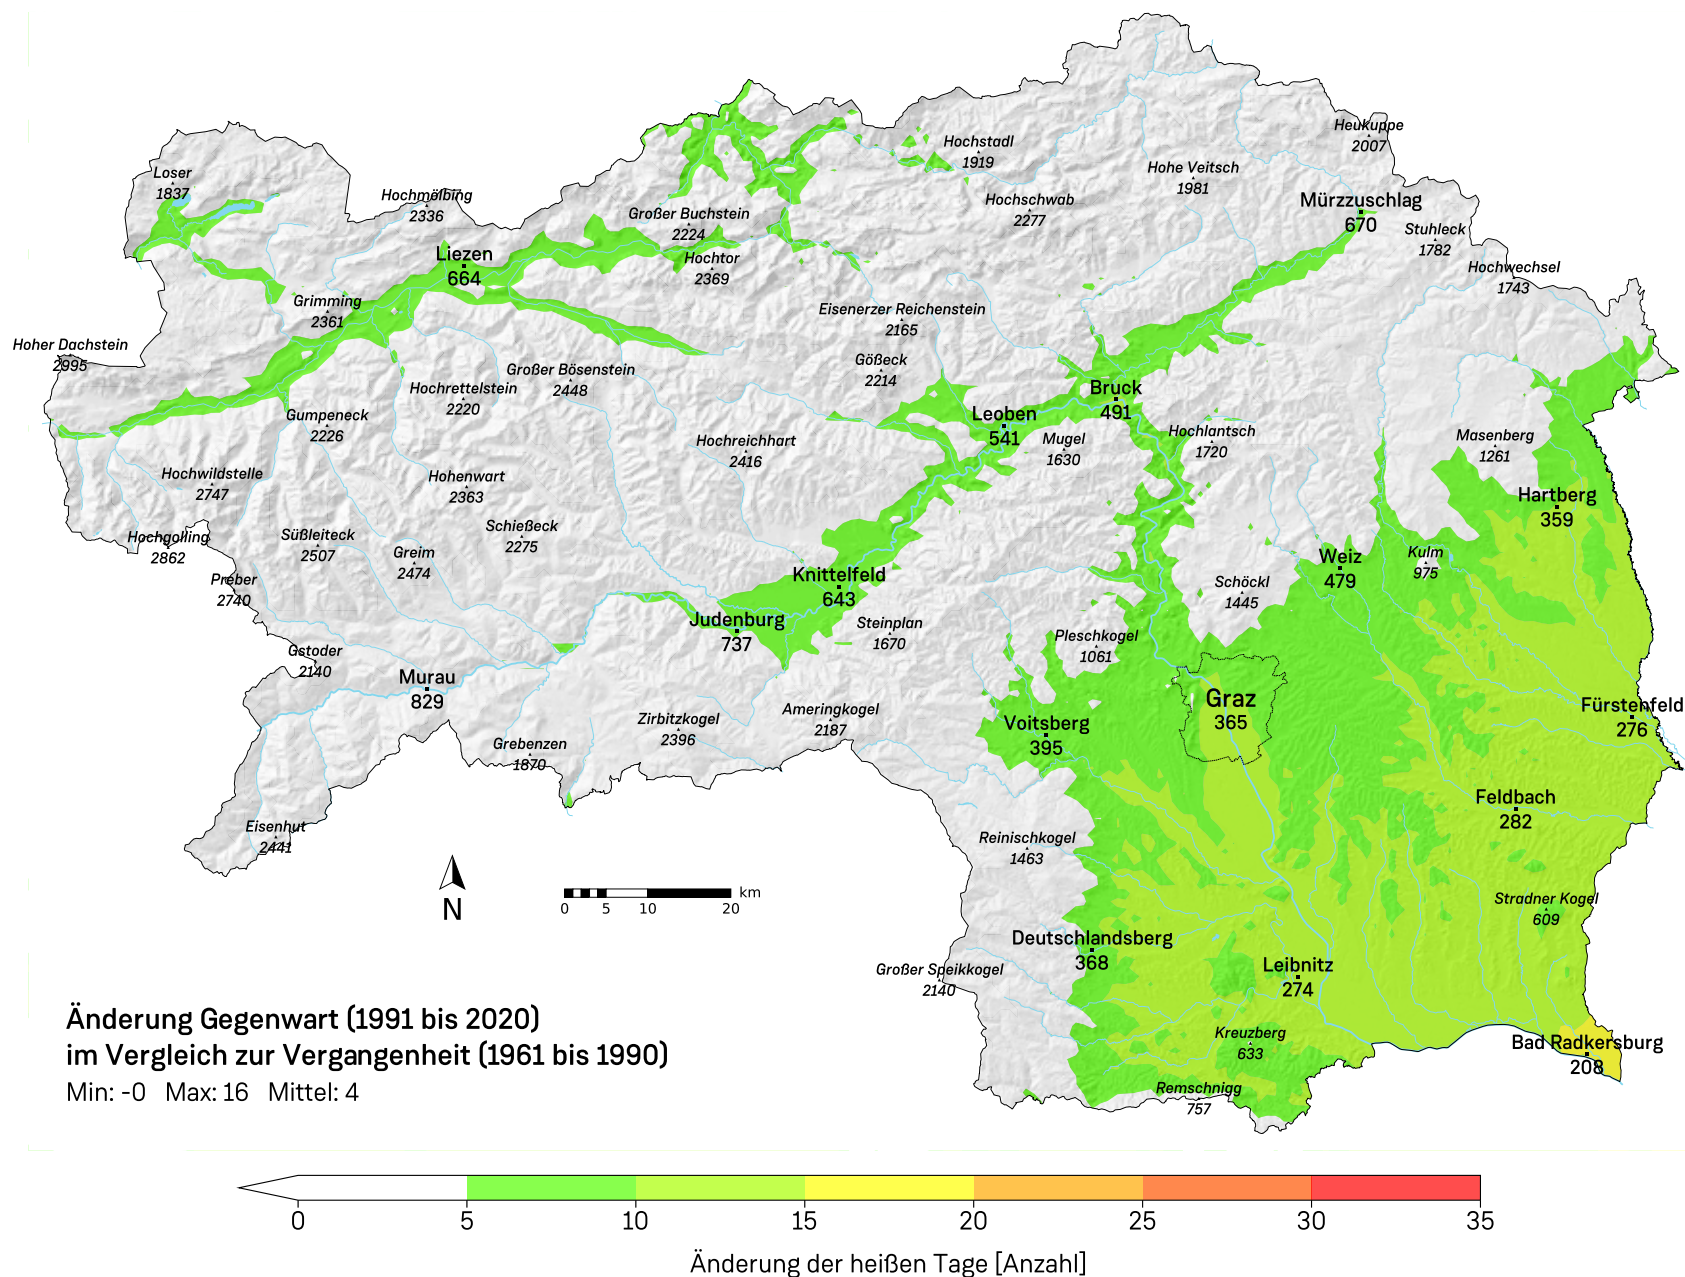 Heukuppe
2007
Hochstadl
1919
Hohe Veitsch
1981
Loser
1837
Hochmölbing
2336
Großer Buchstein
2224
Hochschwab
2277
Mürzzuschlag
670
Stuhleck
1782
Liezen
664
Hochtor
2369
Hochwechsel
1743
Grimming
2361
Eisenerzer Reichenstein
2165
Hoher Dachstein
2995
Gößeck
2214
Großer Bösenstein
2448
Hochrettelstein
2220
Bruck
491
Gumpeneck
2226
Leoben
541
Hochreichhart
2416
Mugel
1630
Hochlantsch
1720
Masenberg
1261
Hochwildstelle
2747
Hohenwart
2363
Hartberg
359
Hochgolling
2862
Süßleiteck
2507
Schießeck
2275
Greim
2474
Weiz
479
Kulm
975
Preber
2740
Knittelfeld
643
Schöckl
1445
Judenburg
737
Steinplan
1670
Pleschkogel
1061
Gstoder
2140
Murau
829
Graz
365
Fürstenfeld
276
Zirbitzkogel
2396
Ameringkogel
2187
Voitsberg
395
Grebenzen
1870
Feldbach
282
Eisenhut
2441
Reinischkogel
1463
N
km
0 5 10 20
Stradner Kogel
609
Deutschlandsberg
368
Großer Speikkogel
2140
Leibnitz
274
Kreuzberg
633
Bad Radkersburg
208
Remschnigg
757
Änderung Gegenwart (1991 bis 2020)
im Vergleich zur Vergangenheit (1961 bis 1990)
Min: -0 Max: 16 Mittel: 4
0 5 10 15 20 25 30 35
Änderung der heißen Tage [Anzahl]